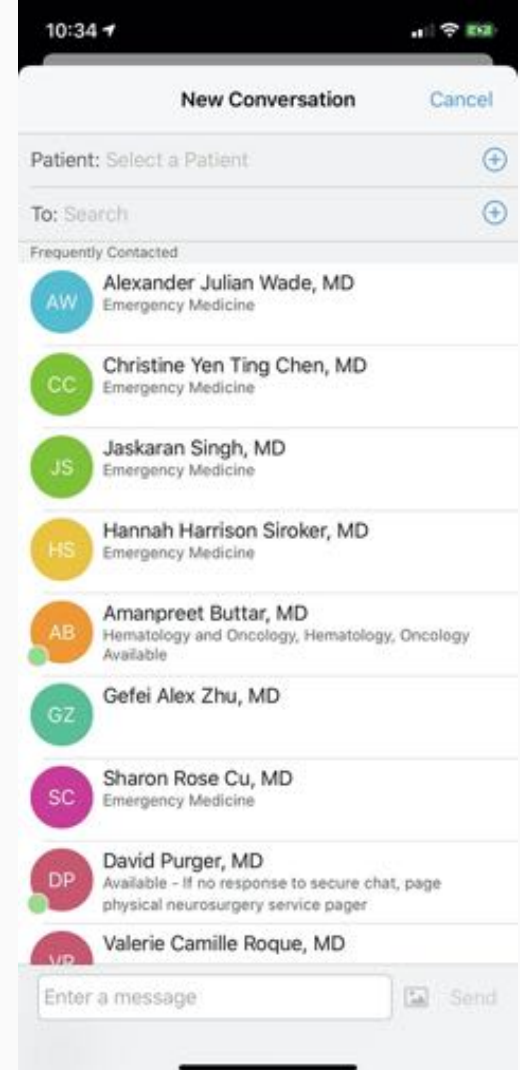 10:34
New Conversation Cancel
Patient: Select a Patient
To: Search
Frequently Contacted
AW Alexander Julian Wade, MD
Emergency Medicine
CC Christine Yen Ting Chen, MD
Emergency Medicine
JS Jaskaran Singh, MD
Emergency Medicine
HS Hannah Harrison Siroker, MD
Emergency Medicine
AB Amanpreet Buttar, MD
Hematology and Oncology, Hematology, Oncology
Available
GZ Gefei Alex Zhu, MD
SC Sharon Rose Cu, MD
Emergency Medicine
DP David Purger, MD
Available - If no response to secure chat, page
physical neurosurgery service pager
VR Valerie Camille Roque, MD
Enter a message Send